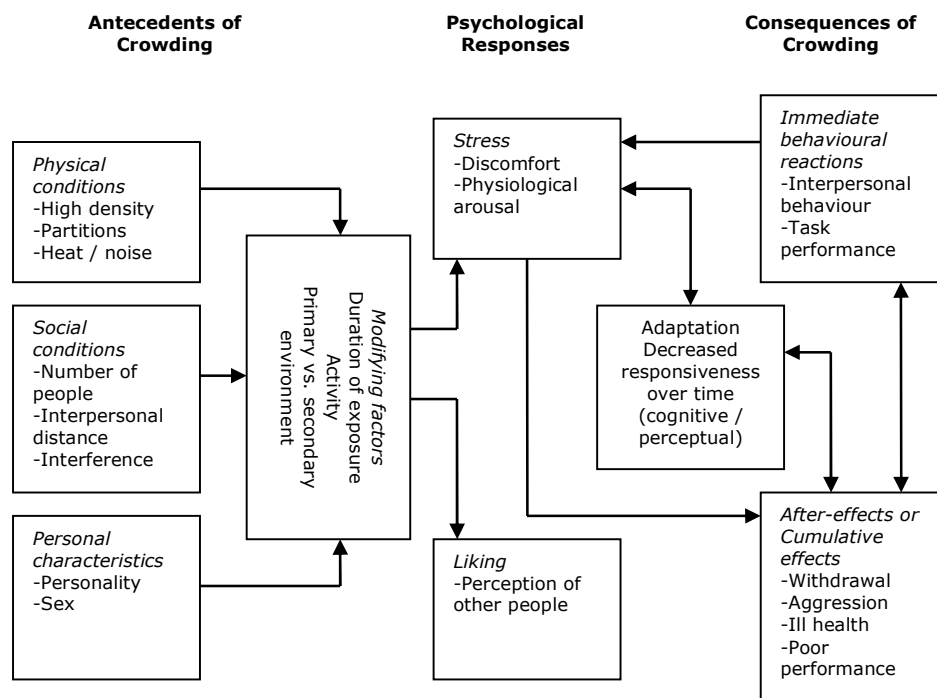 Antecedents of
Crowding
Psychological
Responses
Consequences of
Crowding
Physical
conditions
-High density
-Partitions
-Heat / noise
Social
conditions
-Number of
people
-Interpersonal
distance
-Interference
Personal
characteristics
-Personality
-Sex
Modifying factors
Duration of exposure
Activity
Primary vs. secondary
environment
Stress
-Discomfort
-Physiological
arousal
Liking
-Perception of
other people
Immediate
behavioural
reactions
-Interpersonal
behaviour
-Task
performance
Adaptation
Decreased
responsiveness
over time
(cognitive /
perceptual)
After-effects or
Cumulative
effects
-Withdrawal
-Aggression
-Ill health
-Poor
performance